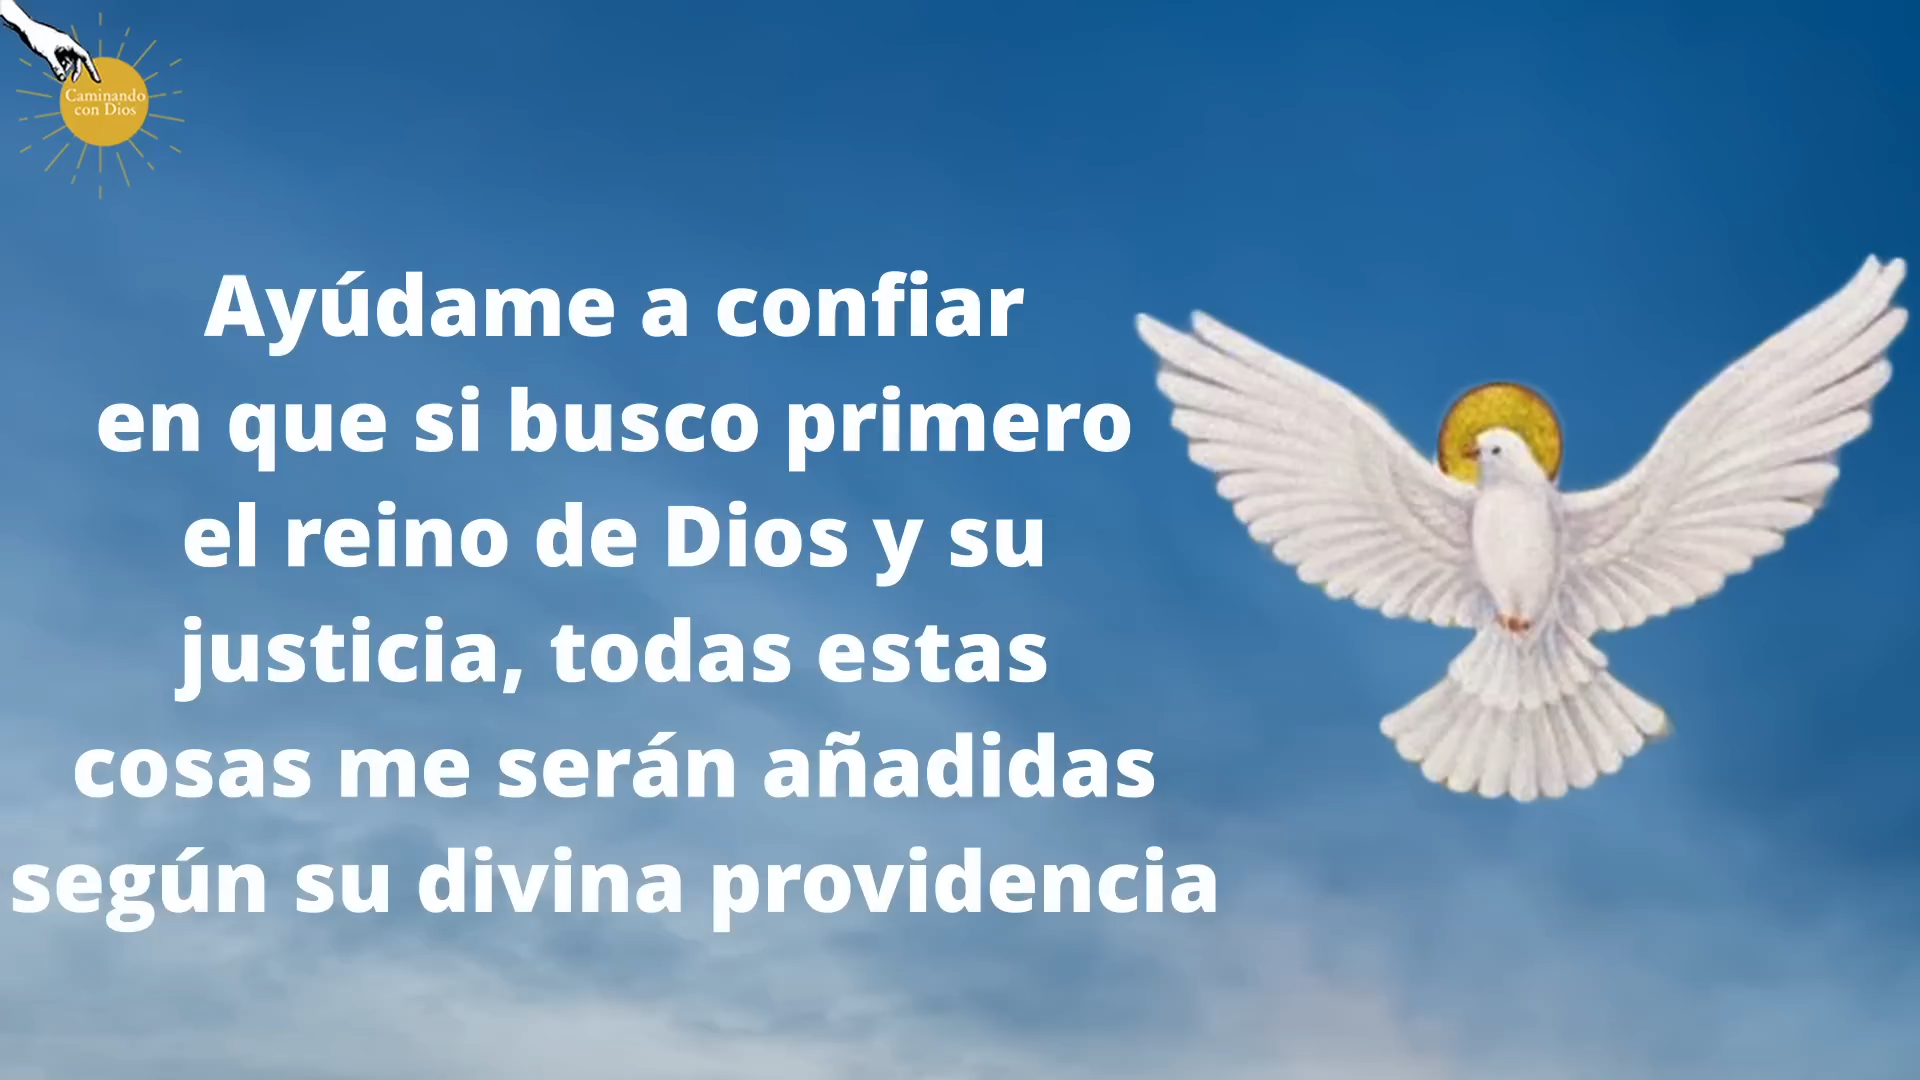 Caminando
con Dios
Ayúdame a confiar
en que si busco primero
el reino de Dios y su
justicia, todas estas
cosas me serán añadidas
según su divina providencia